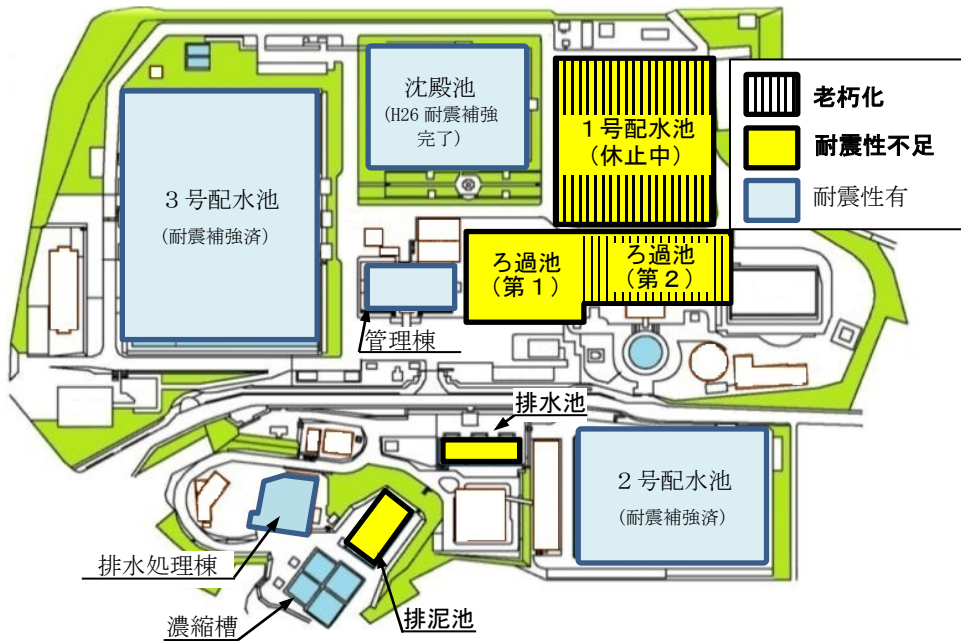 沈殿池
(H26 耐震補強
完了)
1号配水池
(休止中)
老朽化
耐震性不足
耐震性有
3号配水池
(耐震補強済)
ろ過池
(第1)
ろ過池
(第2)
管理棟
排水池
2号配水池
(耐震補強済)
排水処理棟
濃縮槽
排泥池